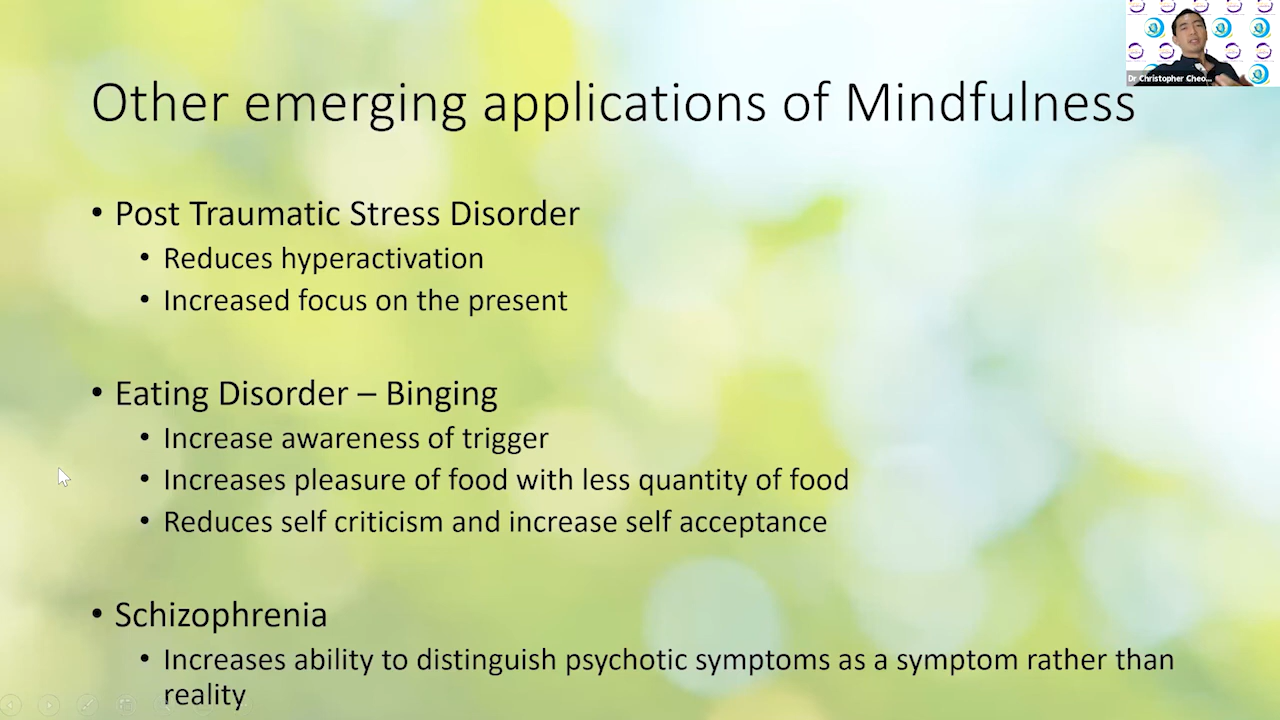 Dr Christopher Cheo...
Other emerging applications of Mindfulness
• Post Traumatic Stress Disorder
• Reduces hyperactivation
• Increased focus on the present
• Eating Disorder – Binging
• Increase awareness of trigger
• Increases pleasure of food with less quantity of food
• Reduces self criticism and increase self acceptance
• Schizophrenia
• Increases ability to distinguish psychotic symptoms as a symptom rather than
reality